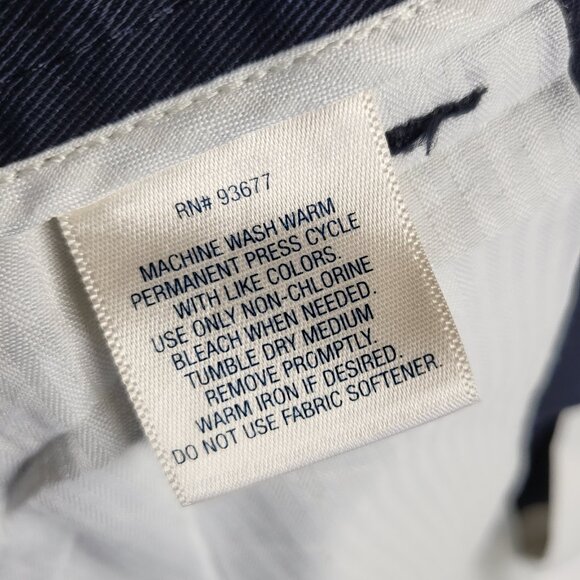 RN# 93677
MACHINE WASH WARM
PERMANENT PRESS CYCLE
WITH LIKE COLORS.
USE ONLY NON-CHLORINE
BLEACH WHEN NEEDED.
TUMBLE DRY MEDIUM
REMOVE PROMPTLY.
WARM IRON IF DESIRED.
DO NOT USE FABRIC SOFTENER.